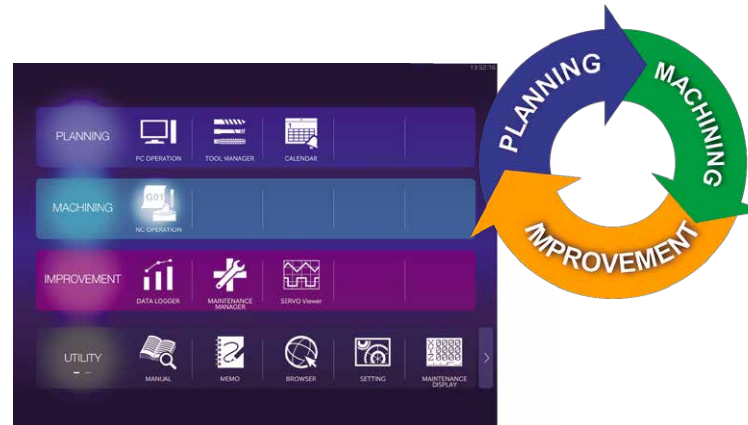 13:52:16
PLANNING
PC OPERATION
TOOL MANAGER
1
CALENDAR
MACHINING
G01
NC OPERATION
IMPROVEMENT
DATA LOGGER
MAINTENANCE
MANAGER
SERVO Viewer
UTILITY
MANUAL
MEMO
BROWSER
SETTING
MAINTENANCE
DISPLAY
PLANNING
MACHINING
IMPROVEMENT